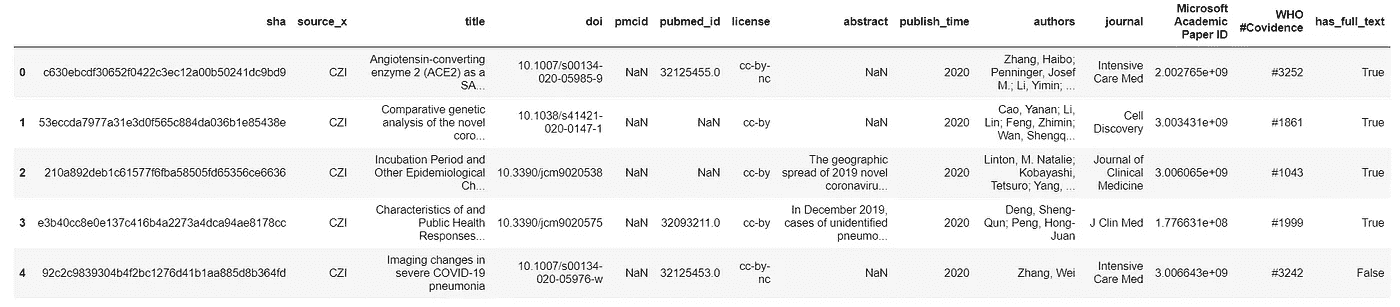 sha source_x title doi pmcid pubmed_id license abstract publish_time authors journal Microsoft Academic Paper ID WHO #Covidence has_full_text
0 c630ebcdf30652f0422c3ec12a00b50241dc9bd9 CZI Angiotensin-converting enzyme 2 (ACE2) as a SA... 10.1007/s00134-020-05985-9 NaN 32125455.0 cc-by-nc NaN 2020 Zhang, Haibo; Penninger, Josef M.; Li, Yimin; ... Intensive Care Med 2.002765e+09 #3252 True
1 53eccda7977a31e3d0f565c884da036b1e85438e CZI Comparative genetic analysis of the novel coro... 10.1038/s41421-020-0147-1 NaN NaN cc-by NaN 2020 Cao, Yanan; Li, Lin; Feng, Zhimin; Wan, Shengq... Cell Discovery 3.003431e+09 #1861 True
2 210a892deb1c61577f6fba58505fd65356ce6636 CZI Incubation Period and Other Epidemiological Ch... 10.3390/jcm9020538 NaN NaN cc-by The geographic spread of 2019 novel coronaviru... 2020 Linton, M. Natalie; Kobayashi, Tetsuro; Yang, ... Journal of Clinical Medicine 3.006065e+09 #1043 True
3 e3b40cc8e0e137c416b4a2273a4dca94ae8178cc CZI Characteristics of and Public Health Responses... 10.3390/jcm9020575 NaN 32093211.0 cc-by In December 2019, cases of unidentified pneumo... 2020 Deng, Sheng-Qun; Peng, Hong-Juan J Clin Med 1.776631e+08 #1999 True
4 92c2c9839304b4f2bc1276d41b1aa885d8b364fd CZI Imaging changes in severe COVID-19 pneumonia 10.1007/s00134-020-05976-w NaN 32125453.0 cc-by-nc NaN 2020 Zhang, Wei Intensive Care Med 3.006643e+09 #3242 False